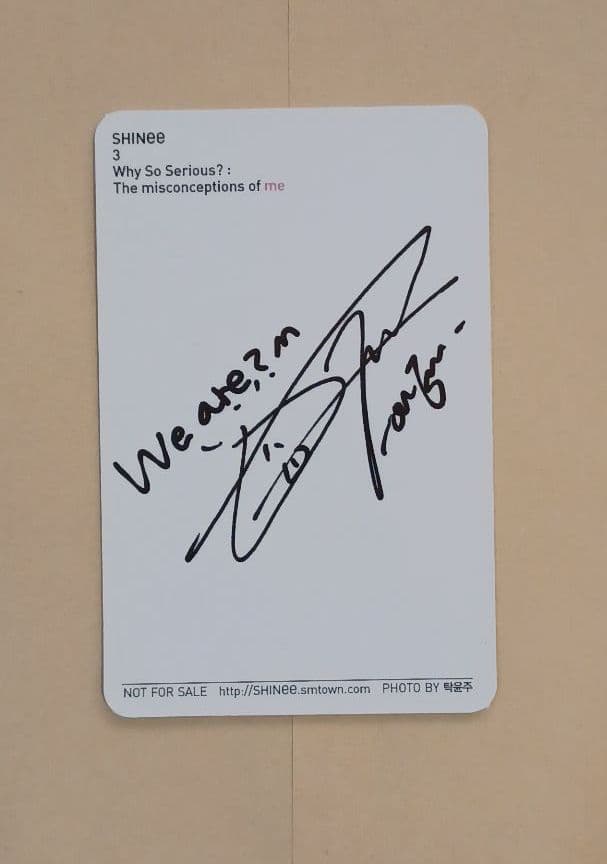 SHINee
3
Why So Serious? :
The misconceptions of me
We are
NOT FOR SALE http://SHINee.smtown.com PHOTO BY 탁윤주